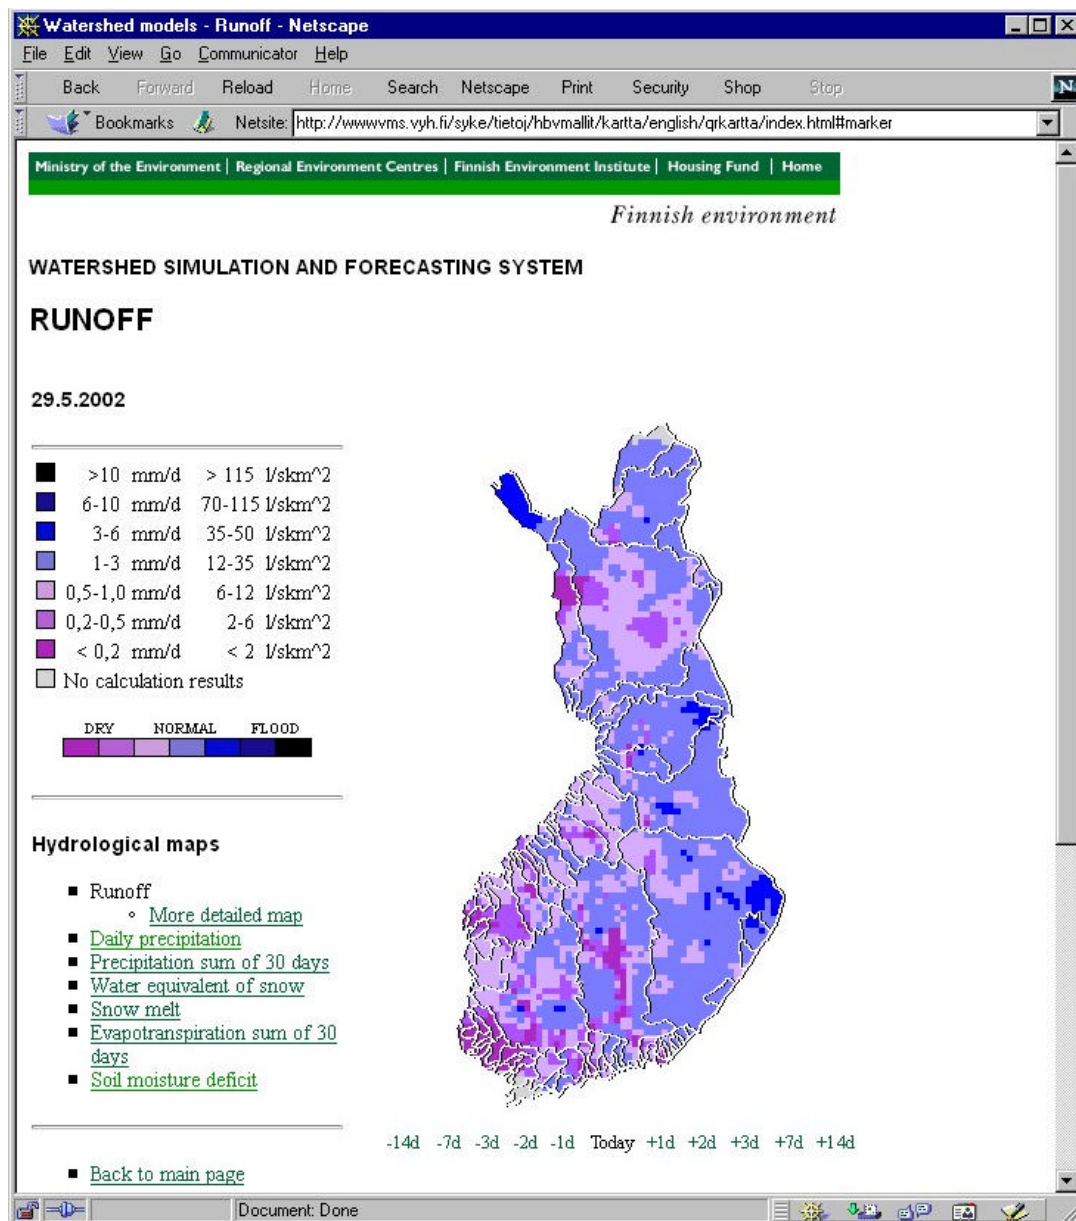 Watershed models - Runoff - Netscape
File Edit View Go Communicator Help
Back Forward Reload Home Search Netscape Print Security Shop Stop
N
Bookmarks Netsite: http://wwwvms.vyh.fi/syke/tietoj/hbvmallit/kartta/english/qrkartta/index.html#marker
Ministry of the Environment | Regional Environment Centres | Finnish Environment Institute | Housing Fund | Home
Finnish environment
WATERSHED SIMULATION AND FORECASTING SYSTEM
RUNOFF
29.5.2002
>10 mm/d > 115 l/skm^2
6-10 mm/d 70-115 l/skm^2
3-6 mm/d 35-50 l/skm^2
1-3 mm/d 12-35 l/skm^2
0,5-1,0 mm/d 6-12 l/skm^2
0,2-0,5 mm/d 2-6 l/skm^2
< 0,2 mm/d < 2 l/skm^2
No calculation results
DRY NORMAL FLOOD
Hydrological maps
Runoff
More detailed map
Daily precipitation
Precipitation sum of 30 days
Water equivalent of snow
Snow melt
Evapotranspiration sum of 30
days
Soil moisture deficit
-14d -7d -3d -2d -1d Today +1d +2d +3d +7d +14d
Back to main page
Document: Done